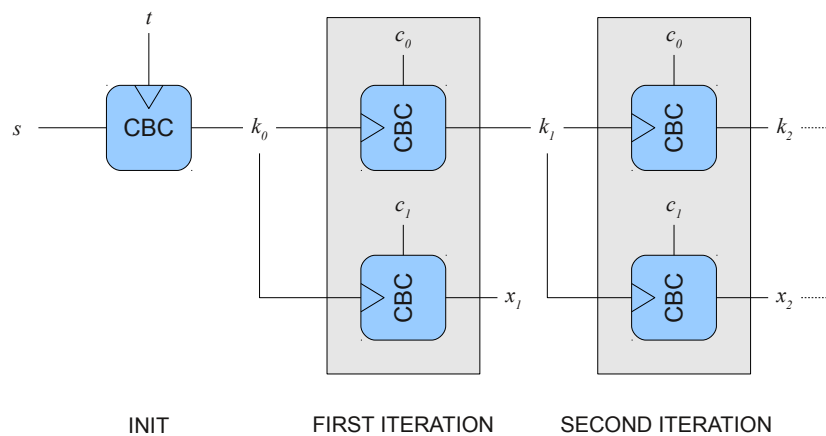 t
c₀
c₀
s
CBC
k₀
CBC
k₁
CBC
k₂
c₁
c₁
CBC
x₁
CBC
x₂
INIT
FIRST ITERATION
SECOND ITERATION